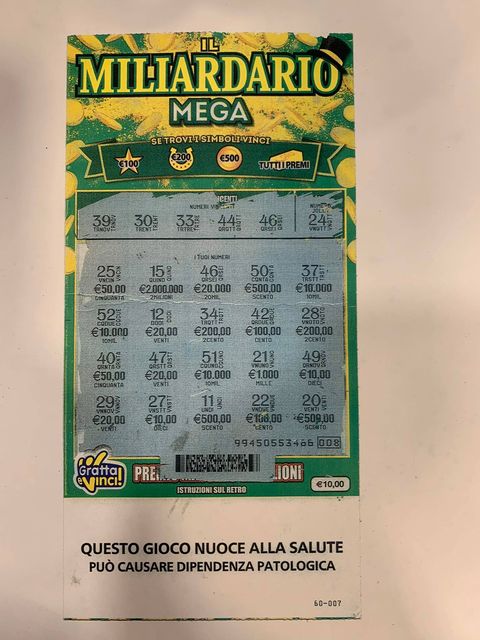 IL
MILIARDARIO
MEGA
SE TROVI I SIMBOLI VINCI
€100 €200 €500 TUTTI I PREMI
NUMERI VINCENTI
39 30 33 44 46 24
I TUOI NUMERI
25 15 46 50 37
€50,00 €2.000.000 €20.000 €500,00 €10.000
CINQUANTA 2MILIONI 20MIL SCENTO 10MIL
52 12 34 42 28
€10.000 €20,00 €200,00 €100,00 €200,00
10MIL VENTI 2CENTO CENTO 2CENTO
40 47 51 21 49
€50,00 €20,00 €10.000 €1.000 €10,00
CINQUANTA VENTI 10MIL MILLE DIECI
29 27 11 22 20
€20,00 €10,00 €500,00 €100,00 €500,00
VENTI DIECI SCENTO CENTO SCENTO
99450553466 008
Gratta e Vinci!
ISTRUZIONI SUL RETRO
€10,00
QUESTO GIOCO NUOCE ALLA SALUTE
PUÒ CAUSARE DIPENDENZA PATOLOGICA
60-007